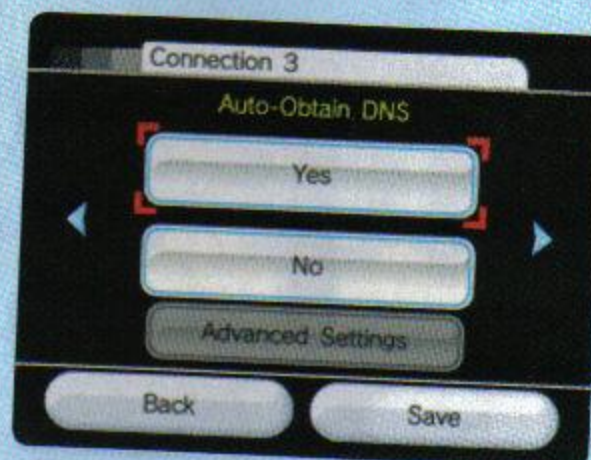 Connection 3
Auto-Obtain DNS
Yes
No
Advanced Settings
Back
Save